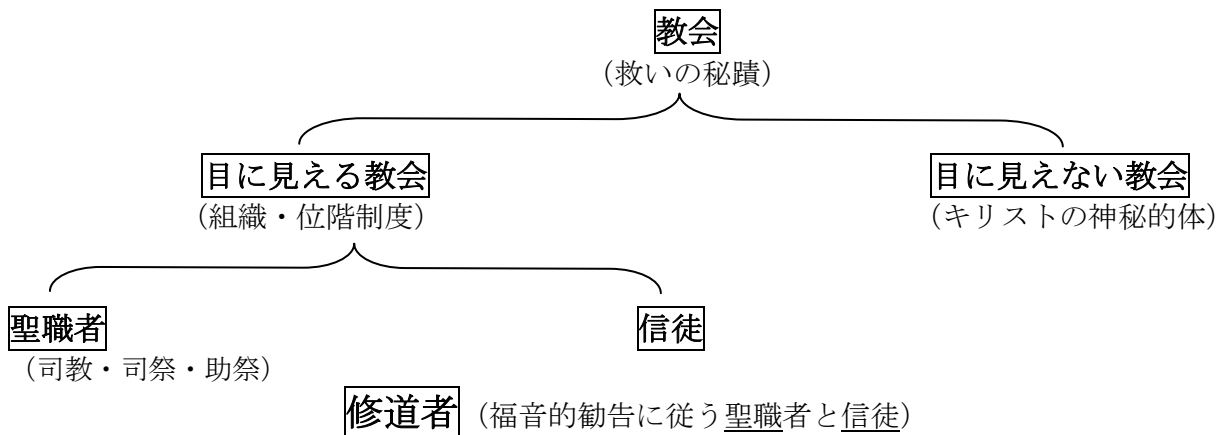 教会
（救いの秘蹟）
目に見える教会
目に見えない教会
（組織・位階制度）
（キリストの神秘的体）
聖職者
信徒
（司教・司祭・助祭）
修道者（福音的勧告に従う聖職者と信徒）